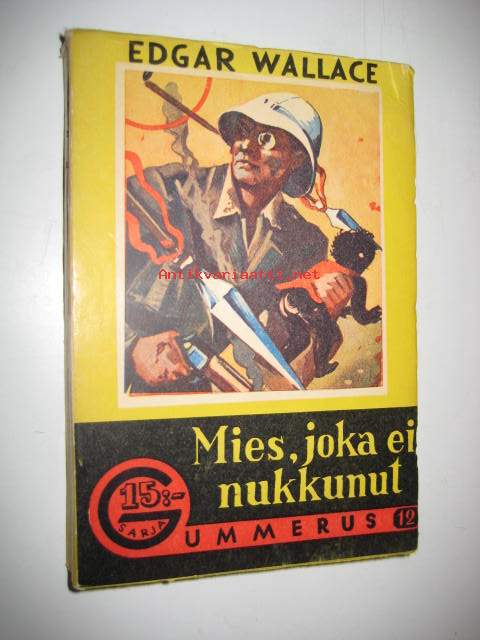 EDGAR WALLACE
Antikvariaatti.net
Mies, joka ei
nukkunut
15:-
SARJA
GUMMERUS 12